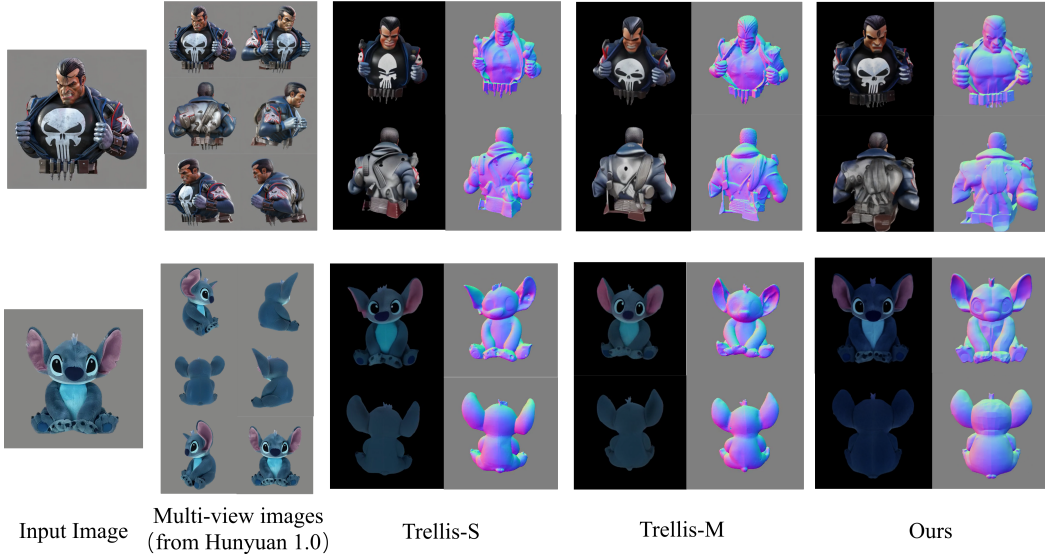 Input Image
Multi-view images
(from Hunyuan 1.0)
Trellis-S
Trellis-M
Ours